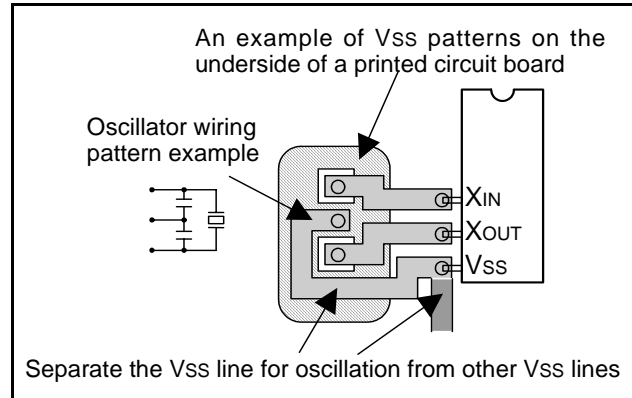 An example of VSS patterns on the
underside of a printed circuit board
Oscillator wiring
pattern example
XIN
XOUT
VSS
Separate the VSS line for oscillation from other VSS lines